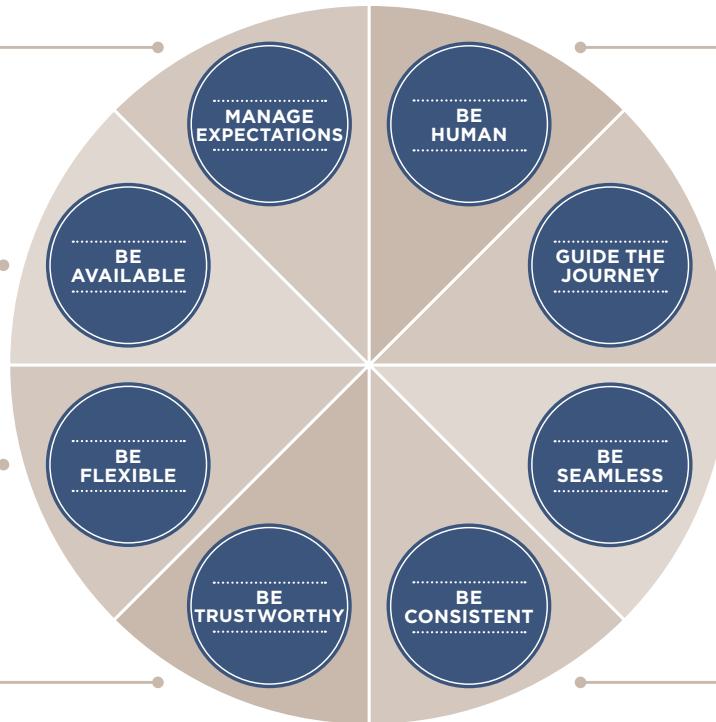 MANAGE
EXPECTATIONS
BE
HUMAN
BE
AVAILABLE
GUIDE THE
JOURNEY
BE
FLEXIBLE
BE
SEAMLESS
BE
TRUSTWORTHY
BE
CONSISTENT